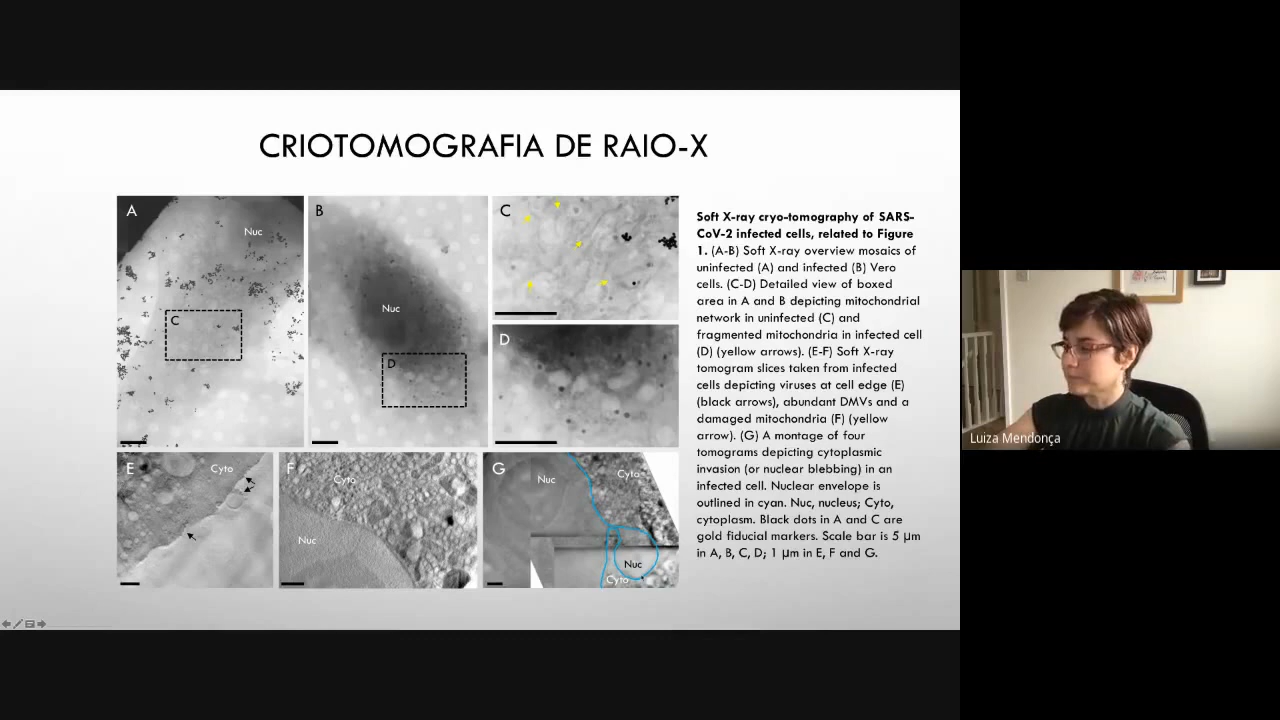 CRIOTOMOGRAFIA DE RAIO-X
A
Nuc
C
B
Nuc
D
C
D
E
Cyto
F
Cyto
Nuc
G
Nuc
Cyto
Nuc
Cyto
Soft X-ray cryo-tomography of SARS-
CoV-2 infected cells, related to Figure
1. (A-B) Soft X-ray overview mosaics of
uninfected (A) and infected (B) Vero
cells. (C-D) Detailed view of boxed
area in A and B depicting mitochondrial
network in uninfected (C) and
fragmented mitochondria in infected cell
(D) (yellow arrows). (E-F) Soft X-ray
tomogram slices taken from infected
cells depicting viruses at cell edge (E)
(black arrows), abundant DMVs and a
damaged mitochondria (F) (yellow
arrow). (G) A montage of four
tomograms depicting cytoplasmic
invasion (or nuclear blebbing) in an
infected cell. Nuclear envelope is
outlined in cyan. Nuc, nucleus; Cyto,
cytoplasm. Black dots in A and C are
gold fiducial markers. Scale bar is 5 µm
in A, B, C, D; 1 µm in E, F and G.
Luiza Mendonça